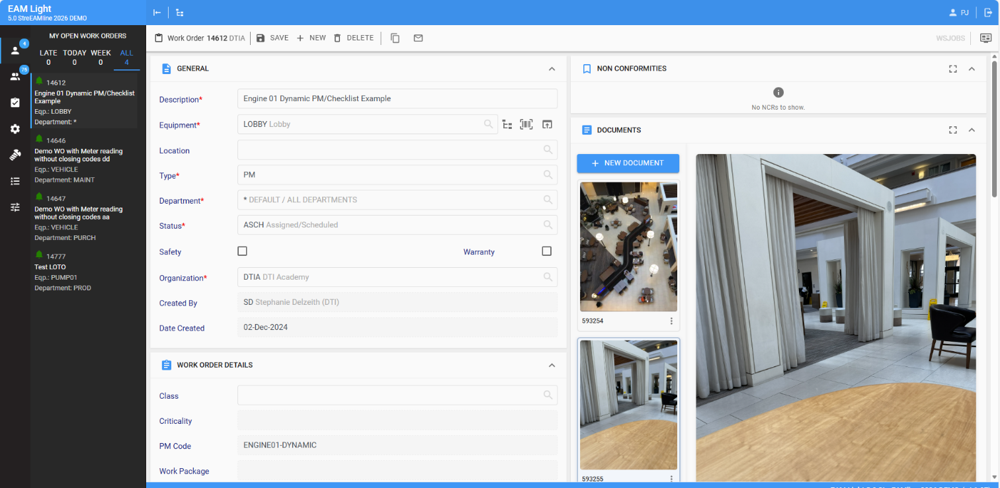 EAM Light
5.0 StreEAMline 2026 DEMO
PJ
MY OPEN WORK ORDERS
LATE TODAY WEEK ALL
0 0 0 4
4
75
14612
Engine 01 Dynamic PM/Checklist
Example
Eqp.: LOBBY
Department: *
14646
Demo WO with Meter reading
without closing codes dd
Eqp.: VEHICLE
Department: MAINT
14647
Demo WO with Meter reading
without closing codes aa
Eqp.: VEHICLE
Department: PURCH
14777
Test LOTO
Eqp.: PUMP01
Department: PROD
Work Order 14612 DTIA SAVE NEW DELETE WSJOBS
GENERAL
Description* Engine 01 Dynamic PM/Checklist Example
Equipment* LOBBY Lobby
Location
Type* PM
Department* * DEFAULT / ALL DEPARTMENTS
Status* ASCH Assigned/Scheduled
Safety Warranty
Organization* DTIA DTI Academy
Created By SD Stephanie Delzeith (DTI)
Date Created 02-Dec-2024
WORK ORDER DETAILS
Class
Criticality
PM Code ENGINE01-DYNAMIC
Work Package
NON CONFORMITIES
No NCRs to show.
DOCUMENTS
+ NEW DOCUMENT
593254
593255